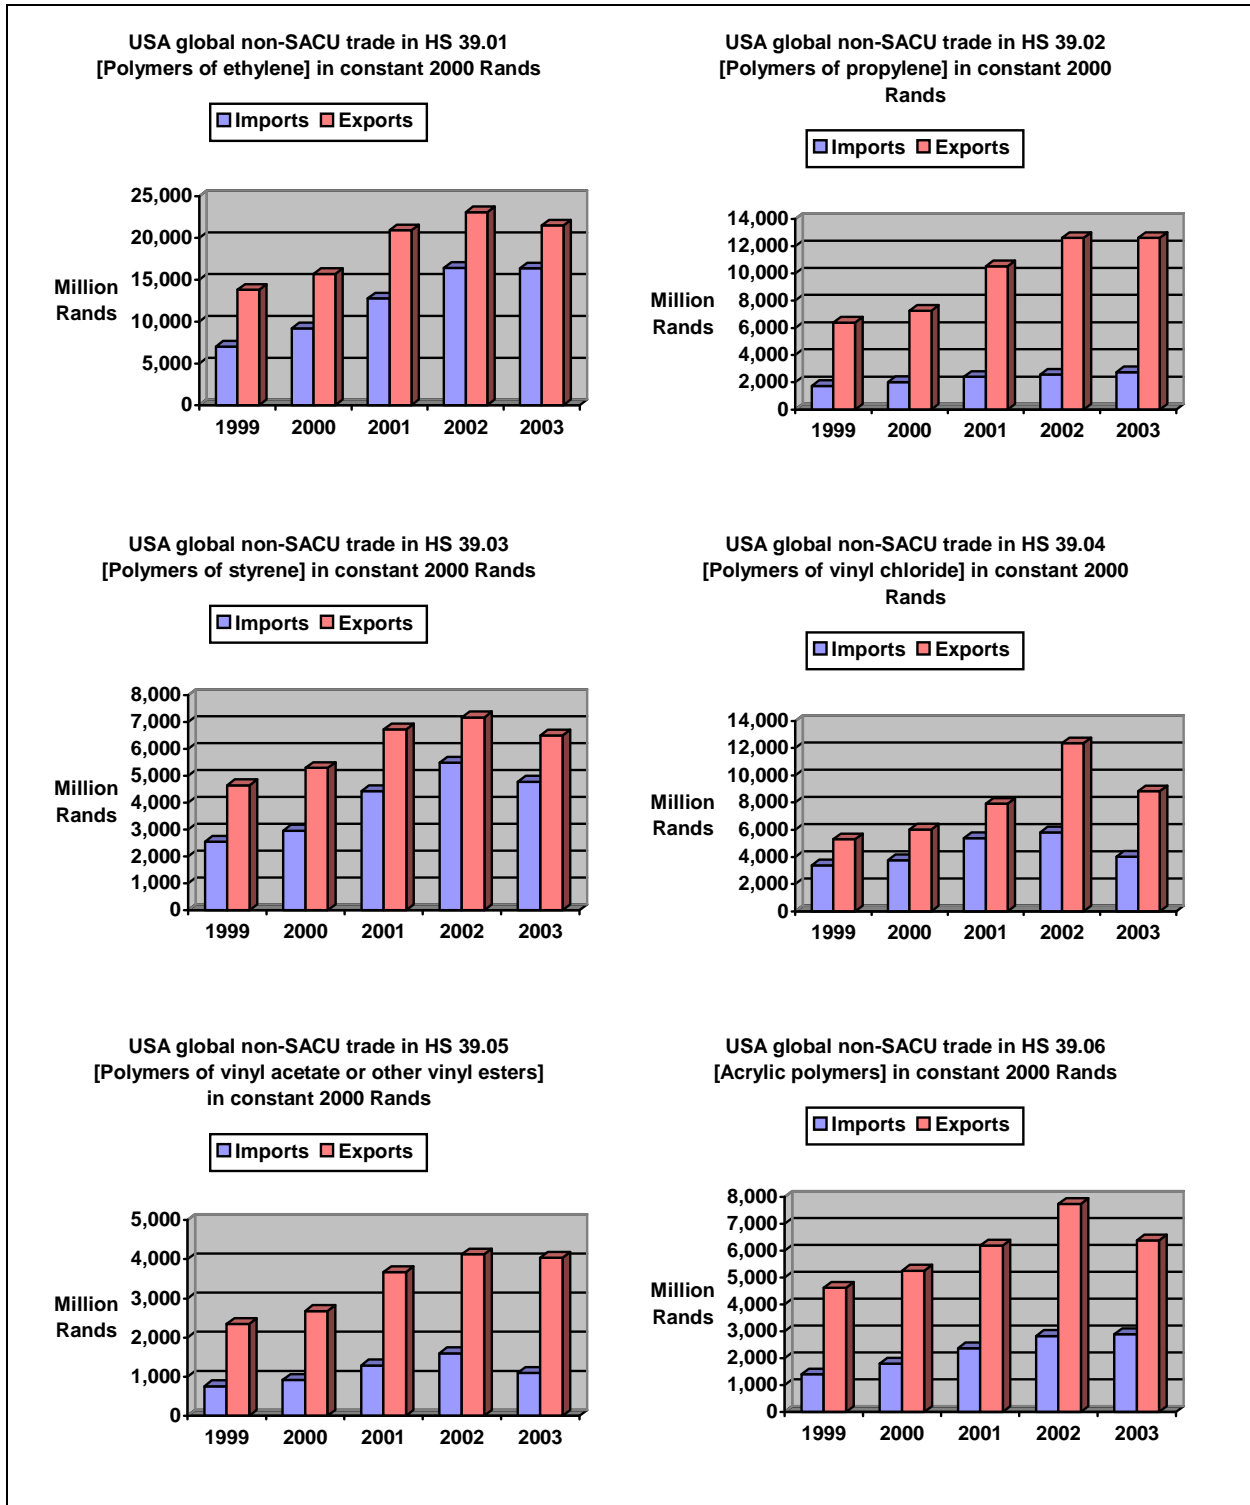 USA global non-SACU trade in HS 39.01
[Polymers of ethylene] in constant 2000 Rands
Imports Exports
25,000
20,000
15,000
10,000
5,000
0
Million
Rands
1999 2000 2001 2002 2003
USA global non-SACU trade in HS 39.02
[Polymers of propylene] in constant 2000
Rands
Imports Exports
14,000
12,000
10,000
8,000
6,000
4,000
2,000
0
Million
Rands
1999 2000 2001 2002 2003
USA global non-SACU trade in HS 39.03
[Polymers of styrene] in constant 2000 Rands
Imports Exports
8,000
7,000
6,000
5,000
4,000
3,000
2,000
1,000
0
Million
Rands
1999 2000 2001 2002 2003
USA global non-SACU trade in HS 39.04
[Polymers of vinyl chloride] in constant 2000
Rands
Imports Exports
14,000
12,000
10,000
8,000
6,000
4,000
2,000
0
Million
Rands
1999 2000 2001 2002 2003
USA global non-SACU trade in HS 39.05
[Polymers of vinyl acetate or other vinyl esters]
in constant 2000 Rands
Imports Exports
5,000
4,000
3,000
2,000
1,000
0
Million
Rands
1999 2000 2001 2002 2003
USA global non-SACU trade in HS 39.06
[Acrylic polymers] in constant 2000 Rands
Imports Exports
8,000
7,000
6,000
5,000
4,000
3,000
2,000
1,000
0
Million
Rands
1999 2000 2001 2002 2003